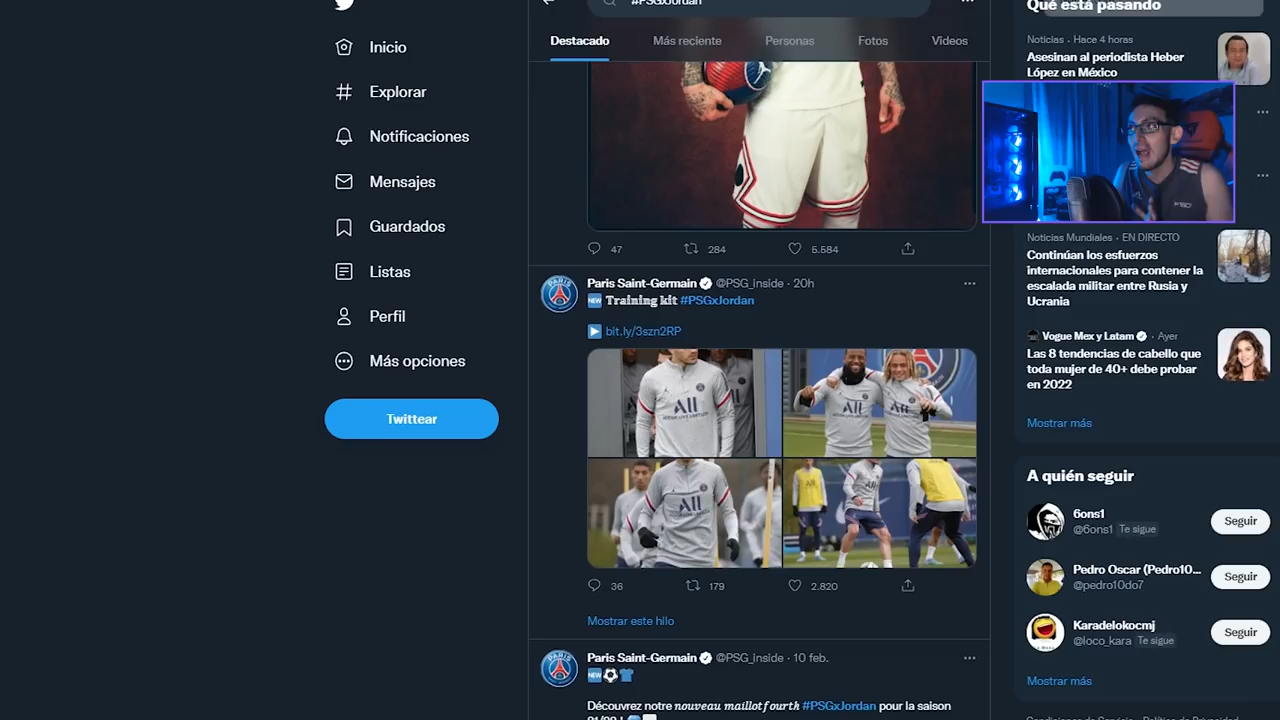 #PSGxJordan
Destacado
Más reciente
Personas
Fotos
Videos
Inicio
Explorar
Notificaciones
Mensajes
Guardados
Listas
Perfil
Más opciones
Twittear
47
284
5.584
Paris Saint-Germain @PSG_inside · 20h
NEW Training kit #PSGxJordan
bit.ly/3szn2RP
All
All
All
All
36
179
2.820
Mostrar este hilo
Paris Saint-Germain @PSG_inside · 10 feb.
NEW
Découvrez notre nouveau maillot fourth #PSGxJordan pour la saison
Qué está pasando
Noticias · Hace 4 horas
Asesinan al periodista Heber
López en México
Noticias Mundiales · EN DIRECTO
Continúan los esfuerzos
internacionales para contener la
escalada militar entre Rusia y
Ucrania
Vogue Mex y Latam · Ayer
Las 8 tendencias de cabello que
toda mujer de 40+ debe probar
en 2022
Mostrar más
A quién seguir
6ons1
@6ons1 Te sigue
Seguir
Pedro Oscar (Pedro10...
@pedro10do7
Seguir
Karadelokocmj
@loco_kara Te sigue
Seguir
Mostrar más